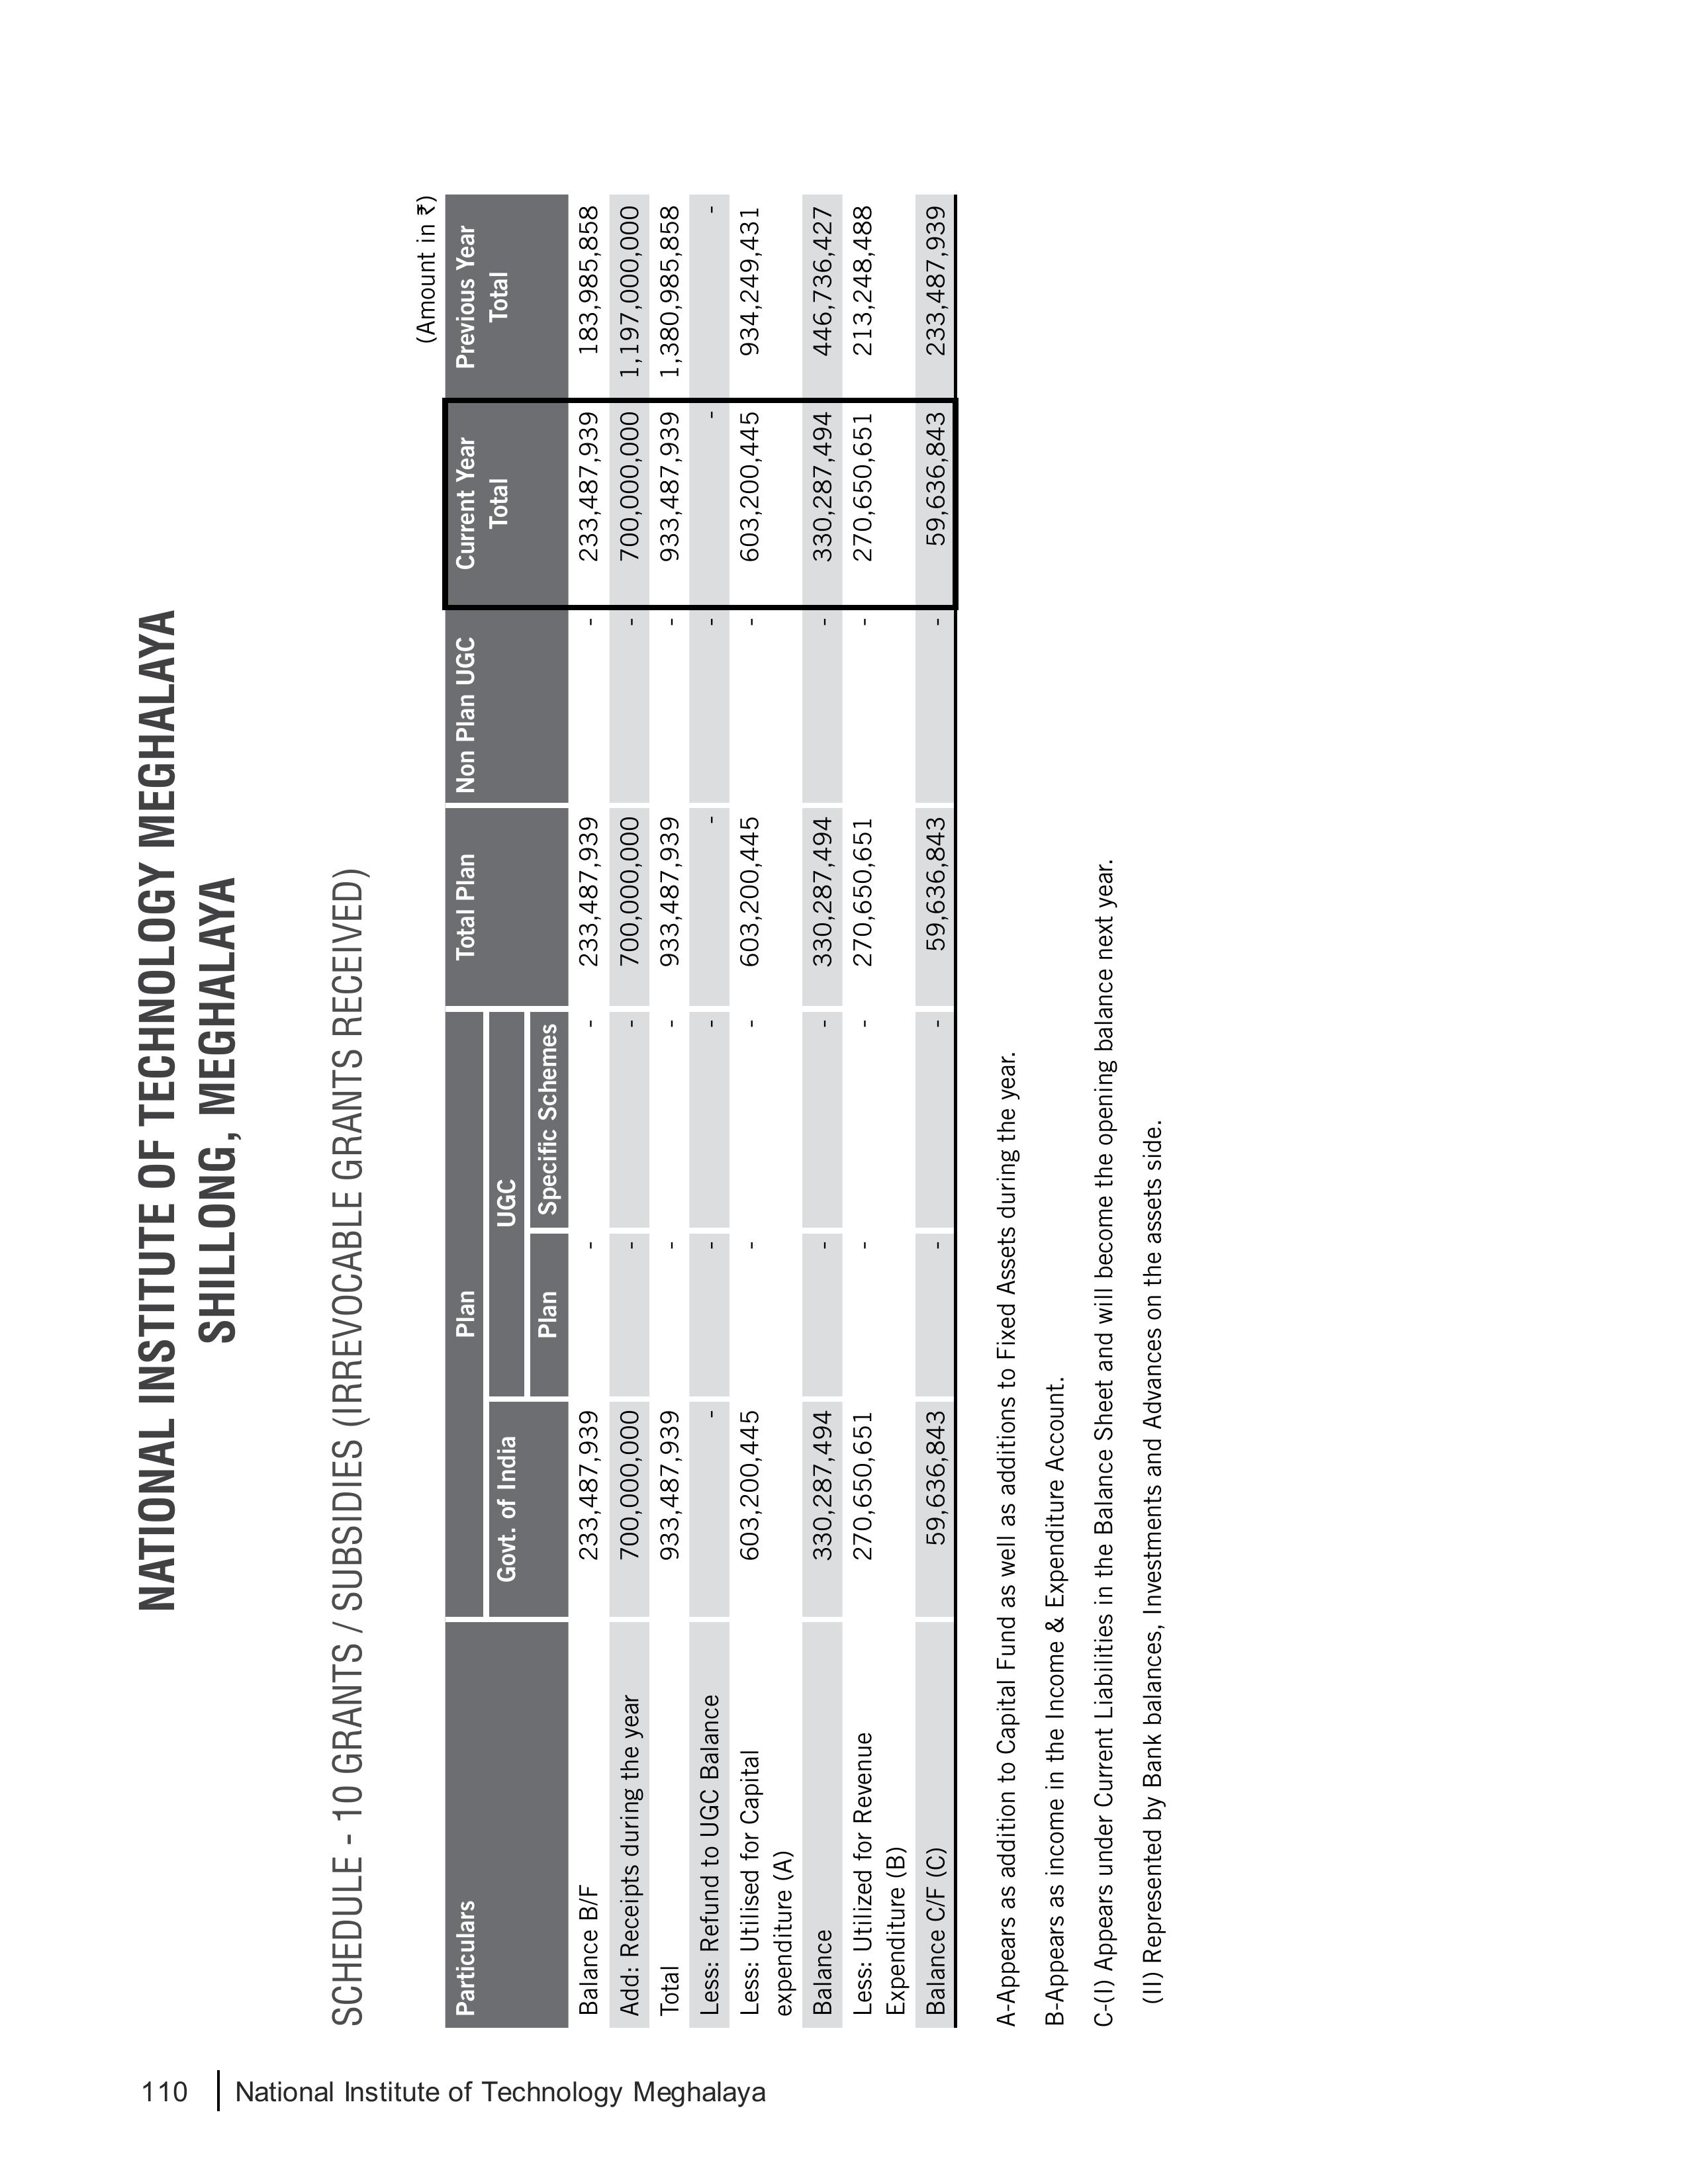 NATIONAL INSTITUTE OF TECHNOLOGY MEGHALAYA
SHILLONG, MEGHALAYA
SCHEDULE - 10 GRANTS / SUBSIDIES (IRREVOCABLE GRANTS RECEIVED)
(Amount in ₹)
Particulars Plan Total Plan Non Plan UGC Current Year Total Previous Year Total
Govt. of India UGC
Plan Specific Schemes
Balance B/F 233,487,939 - - 233,487,939 - 233,487,939 183,985,858
Add: Receipts during the year 700,000,000 - - 700,000,000 - 700,000,000 1,197,000,000
Total 933,487,939 - - 933,487,939 - 933,487,939 1,380,985,858
Less: Refund to UGC Balance - - - - - - -
Less: Utilised for Capital 603,200,445 - - 603,200,445 - 603,200,445 934,249,431
expenditure (A)
Balance 330,287,494 - - 330,287,494 - 330,287,494 446,736,427
Less: Utilized for Revenue 270,650,651 - - 270,650,651 - 270,650,651 213,248,488
Expenditure (B)
Balance C/F (C) 59,636,843 - - 59,636,843 - 59,636,843 233,487,939
A-Appears as addition to Capital Fund as well as additions to Fixed Assets during the year.
B-Appears as income in the Income & Expenditure Account.
C-(I) Appears under Current Liabilities in the Balance Sheet and will become the opening balance next year.
(II) Represented by Bank balances, Investments and Advances on the assets side.
110 National Institute of Technology Meghalaya